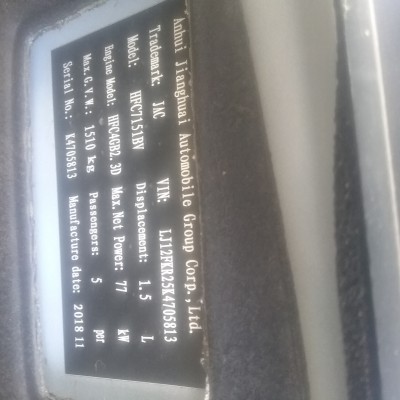 Anhui Jianghuai Automobile Group Corp., Ltd.
Trademark: JAC VIN: LJ12FKR25K4705813
Model: HFC7151BV Displacement: 1.5 L
Engine Model: HFC4GB2.3D Max. Net Power: 77 kW
Max. G.V.W.: 1510 kg Passengers: 5 per
Serial No.: K4705813 Manufacture date: 2018 11